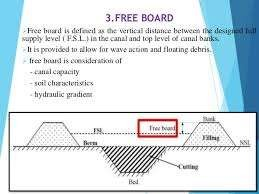 3.FREE BOARD
Free board is defined as the vertical distance between the designed full
supply level ( F.S.L.) in the canal and top level of canal banks.
It is provided to allow for wave action and floating debris.
free board is consideration of
- canal capacity
- soil characteristics
- hydraulic gradient
Bank
FSL
Free board
Filling
NSL
Berm
Cutting
Bed